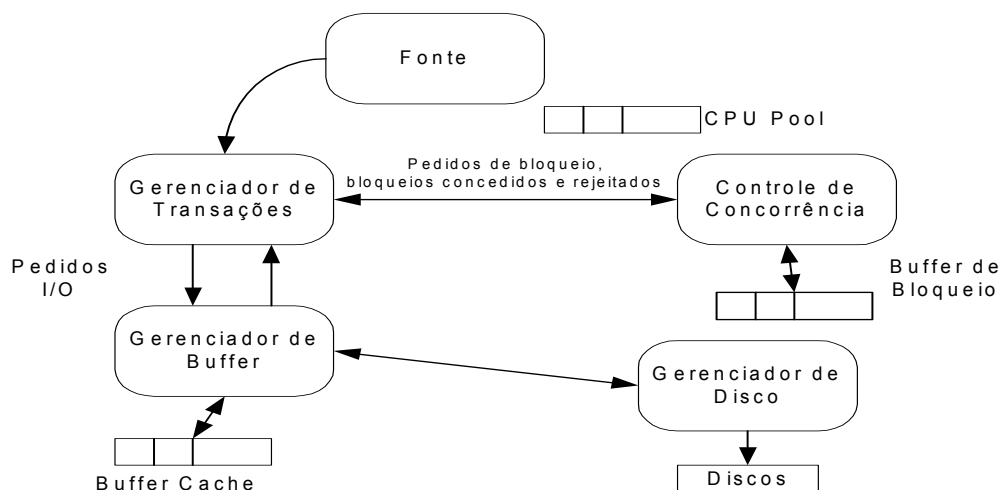 Fonte
CPU Pool
Pedidos de bloqueio,
bloqueios concedidos e rejeitados
Gerenciador de
Transações
Controle de
Concorrência
Pedidos
I/O
Buffer de
Bloqueio
Gerenciador de
Buffer
Gerenciador de
Disco
Buffer Cache
Discos